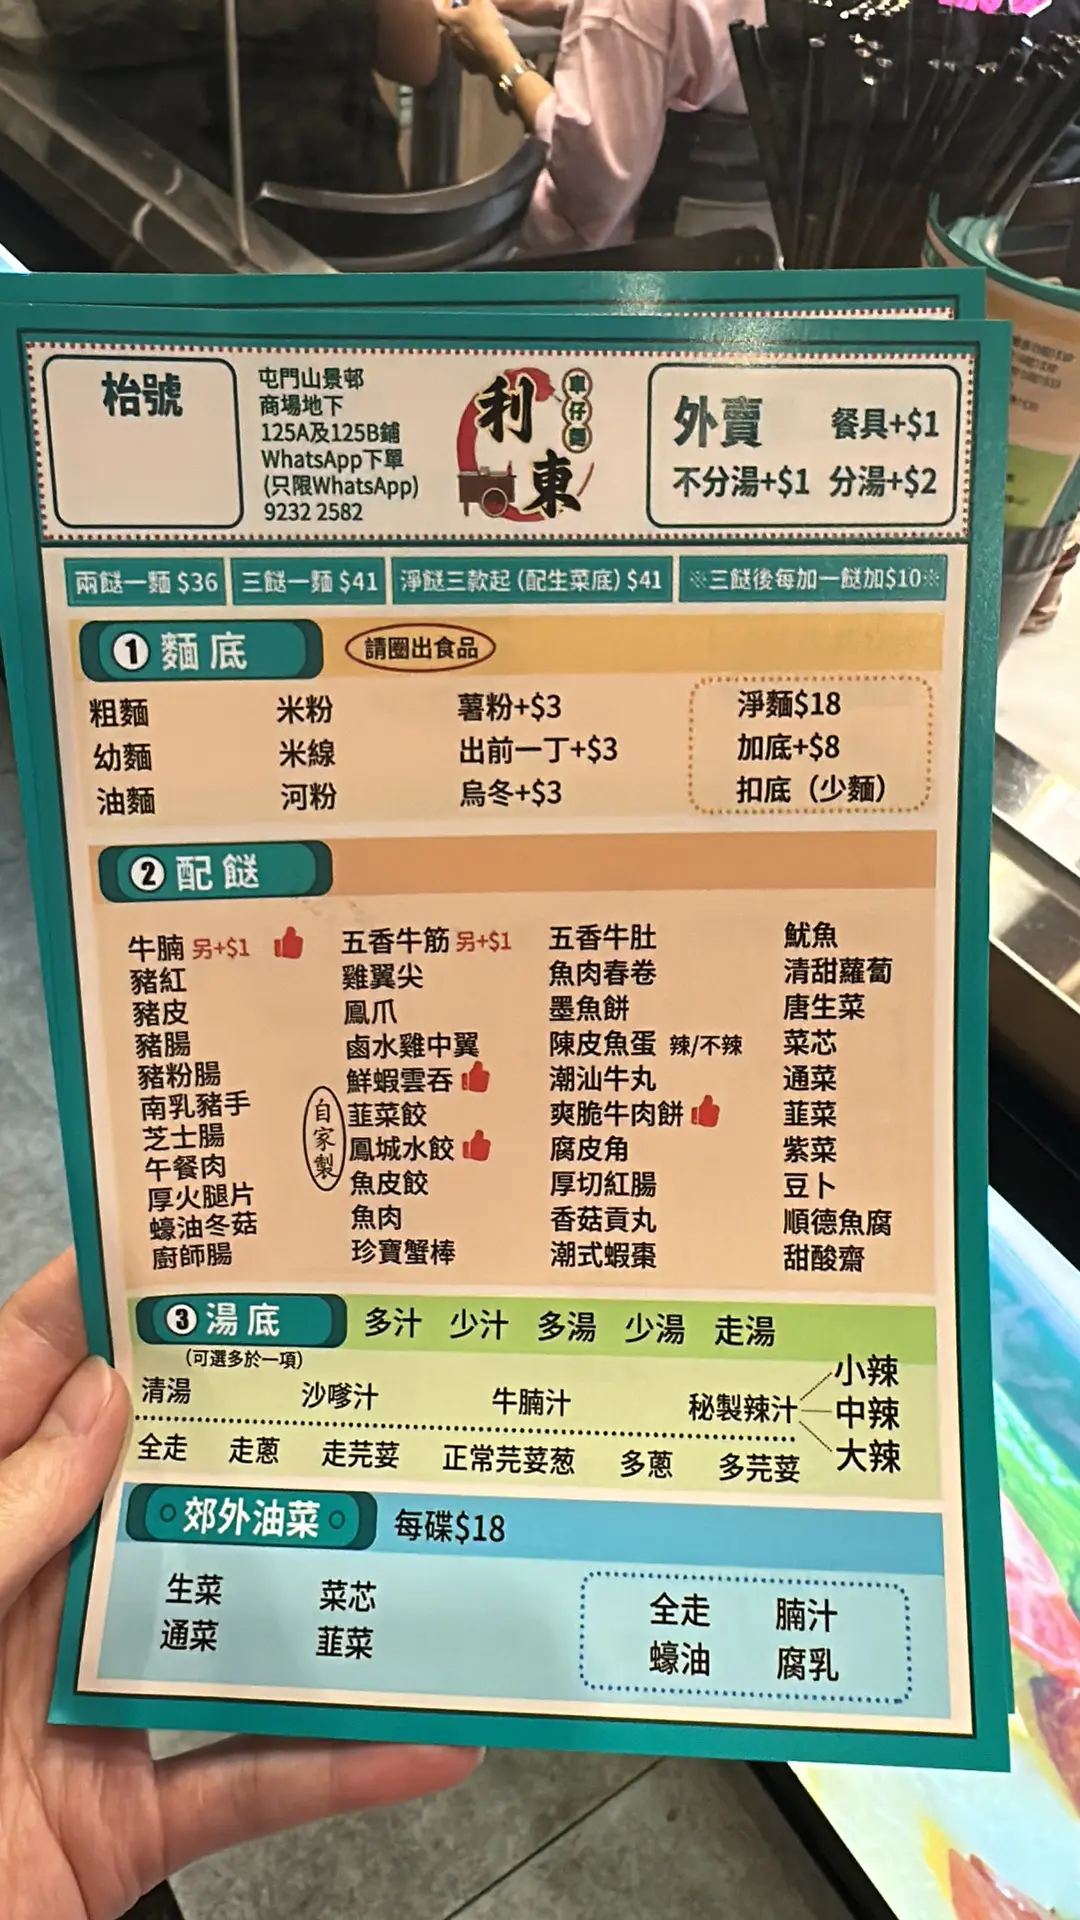 枱號
屯門山景邨
商場地下
125A及125B鋪
WhatsApp下單
(只限WhatsApp)
9232 2582
車仔麵
利東
外賣 餐具+$1
不分湯+$1 分湯+$2
兩餸一麵 $36 三餸一麵 $41 淨餸三款起 (配生菜底) $41 ※三餸後每加一餸加$10※
1 麵底 請圈出食品
粗麵 米粉 薯粉+$3 淨麵$18
幼麵 米線 出前一丁+$3 加底+$8
油麵 河粉 烏冬+$3 扣底（少麵）
2 配餸
牛腩 另+$1 五香牛筋 另+$1 五香牛肚 魷魚
豬紅 雞翼尖 魚肉春卷 清甜蘿蔔
豬皮 鳳爪 墨魚餅 唐生菜
豬腸 鹵水雞中翼 陳皮魚蛋 辣/不辣 菜芯
豬粉腸 鮮蝦雲吞 潮汕牛丸 通菜
南乳豬手 自家製 韮菜餃 爽脆牛肉餅 韮菜
芝士腸 鳳城水餃 腐皮角 紫菜
午餐肉 魚皮餃 厚切紅腸 豆卜
厚火腿片 魚肉 香菇貢丸 順德魚腐
蠔油冬菇 珍寶蟹棒 潮式蝦棗 甜酸齋
廚師腸
3 湯底 多汁 少汁 多湯 少湯 走湯
(可選多於一項)
清湯 沙嗲汁 牛腩汁 秘製辣汁 小辣
中辣
大辣
全走 走蔥 走芫荽 正常芫荽葱 多蔥 多芫荽
郊外油菜 每碟$18
生菜 菜芯 全走 腩汁
通菜 韮菜 蠔油 腐乳